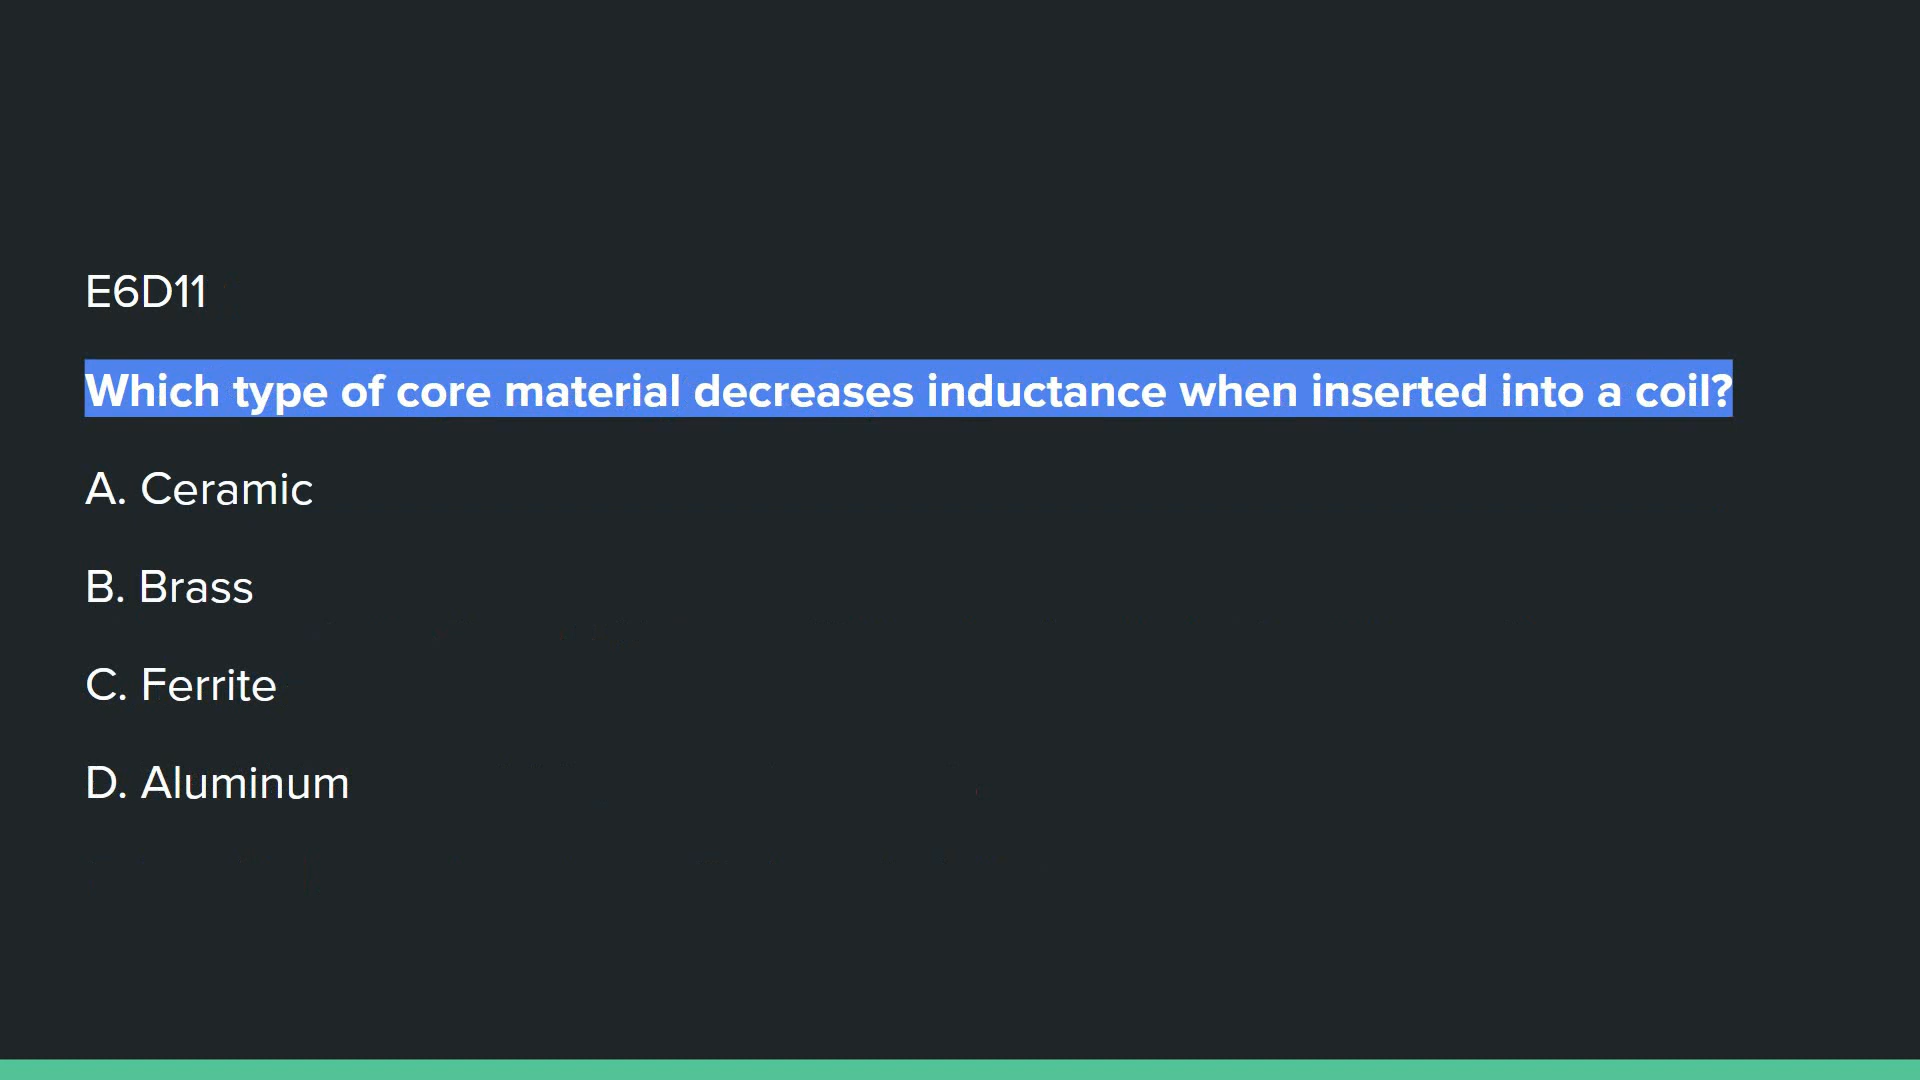 E6D11
Which type of core material decreases inductance when inserted into a coil?
A. Ceramic
B. Brass
C. Ferrite
D. Aluminum